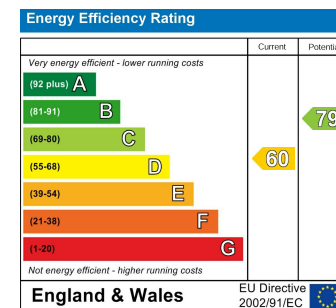 Energy Efficiency Rating
Current
Very energy efficient - lower running costs
(92 plus) A
(81-91) B
79
(69-80) C
(55-68) D
60
(39-54) E
(21-38) F
(1-20) G
Not energy efficient - higher running costs
England & Wales
EU Directive
2002/91/EC